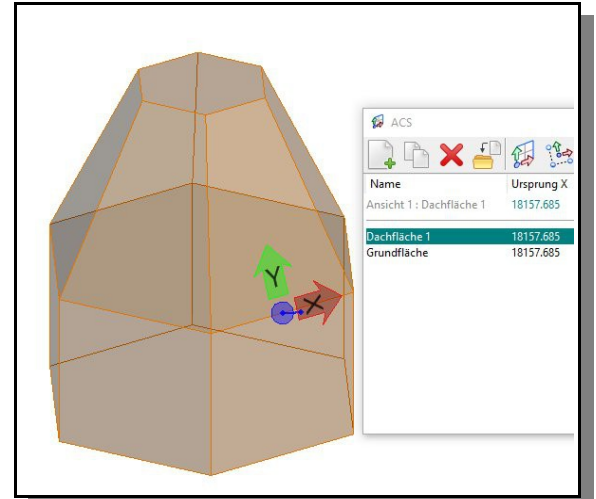 ACS
Name Ursprung X
Ansicht 1 : Dachfläche 1 18157.685
Dachfläche 1 18157.685
Grundfläche 18157.685
Y
X